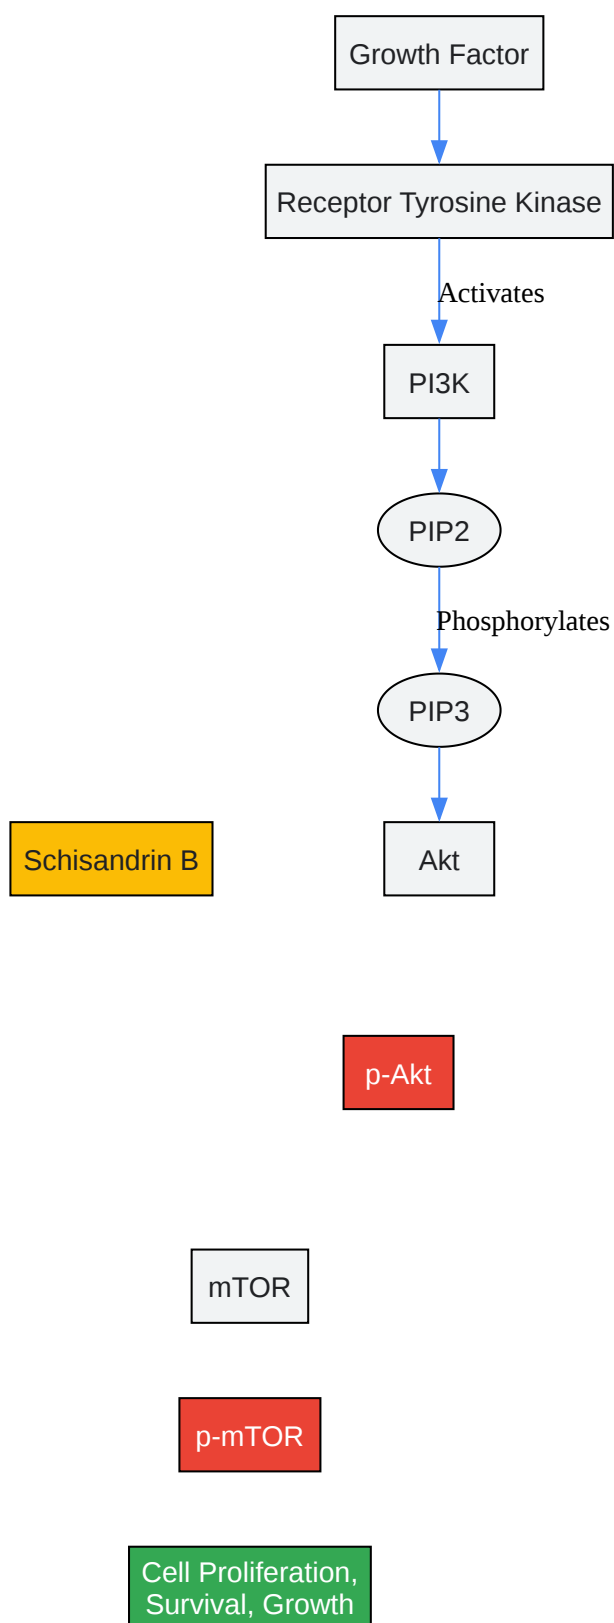 Growth Factor
Receptor Tyrosine Kinase
Activates
PI3K
PIP2
Phosphorylates
PIP3
Schisandrin B
Akt
p-Akt
mTOR
p-mTOR
Cell Proliferation,
Survival, Growth